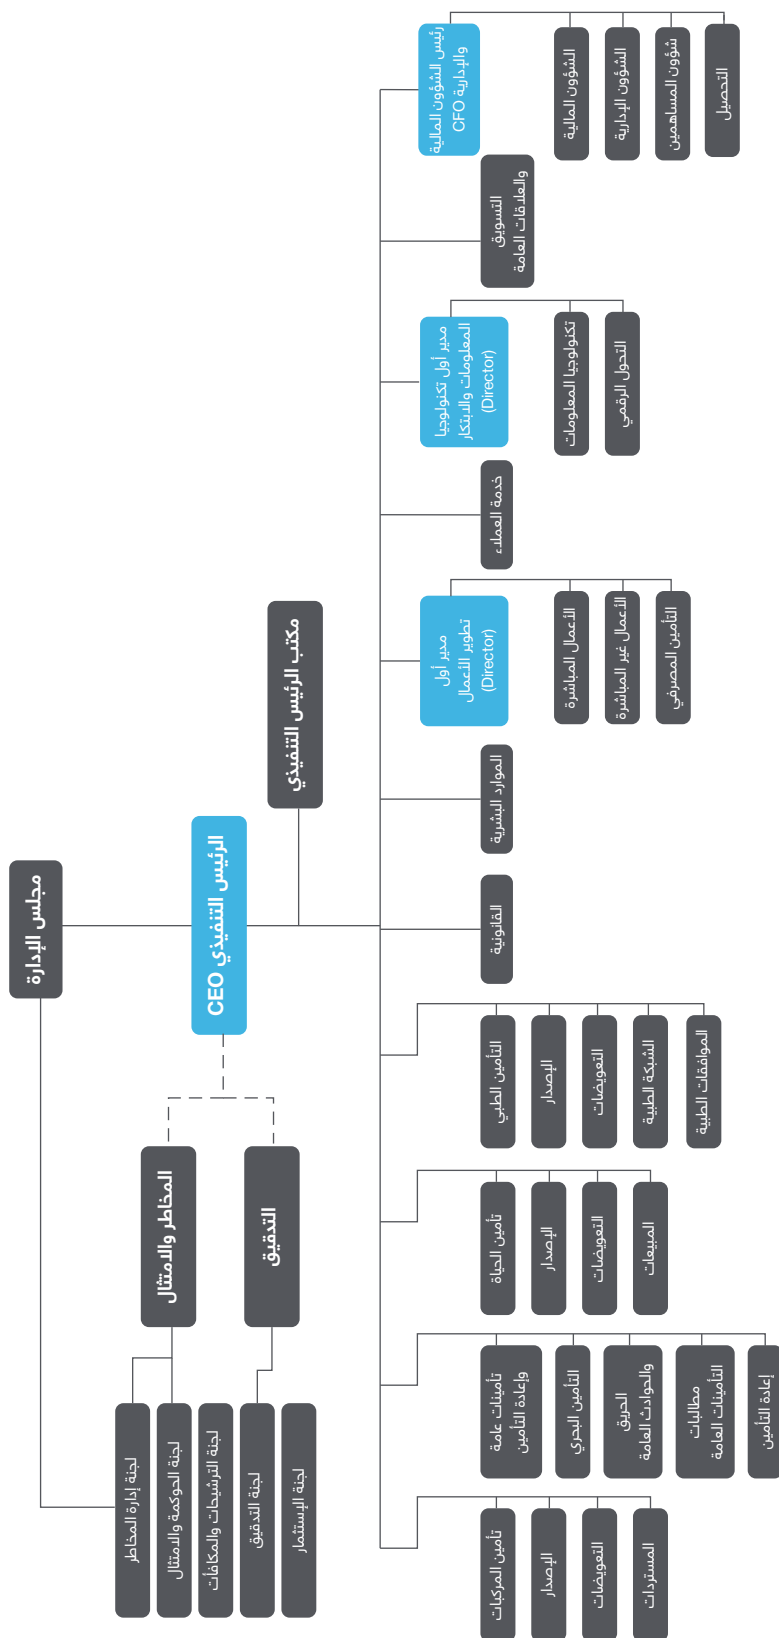 مجلس الإدارة
الرئيس التنفيذي CEO
مكتب الرئيس التنفيذي
المخاطر والامتثال
التدقيق
لجنة إدارة المخاطر
لجنة الحوكمة والامتثال
لجنة الترشيحات والمكافأت
لجنة التدقيق
لجنة الإستثمار
رئيس الشؤون المالية
والإدارية CFO
الشؤون المالية
الشؤون الإدارية
شؤون المساهمين
التحصيل
التسويق
والعلاقات العامة
مدير أول تكنولوجيا
المعلومات والابتكار
(Director)
تكنولوجيا المعلومات
التحول الرقمي
خدمة العملاء
مدير أول
تطوير الأعمال
(Director)
الأعمال المباشرة
الأعمال غير المباشرة
التأمين المصرفي
الموارد البشرية
القانونية
التأمين الطبي
الإصدار
التعويضات
الشبكة الطبية
الموافقات الطبية
تأمين الحياة
الإصدار
التعويضات
المبيعات
تأمينات عامة
وإعادة التأمين
التأمين البحري
الحريق
والحوادث العامة
مطالبات
التأمينات العامة
إعادة التأمين
تأمين المركبات
الإصدار
التعويضات
المستردات